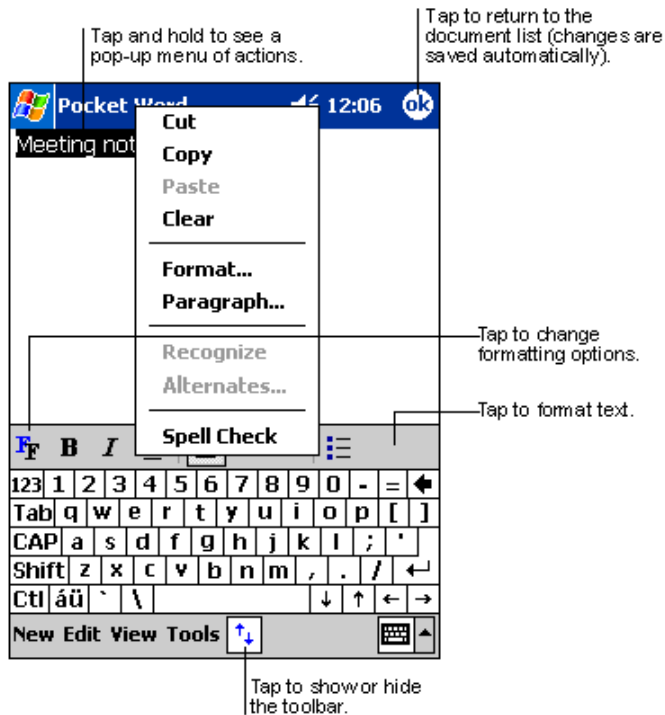 Tap to return to the
document list (changes are
saved automatically).
Tap and hold to see a
pop-up menu of actions.
Pocket Word 12:06 ok
Meeting not
Cut
Copy
Paste
Clear
Format...
Paragraph...
Recognize
Alternates...
Spell Check
Tap to change
formatting options.
Tap to format text.
FF B I
123 1 2 3 4 5 6 7 8 9 0 - =
Tab q w e r t y u i o p [ ]
CAP a s d f g h j k l ; '
Shift z x c v b n m , . /
Ctl áü ` \
New Edit View Tools
Tap to show or hide
the toolbar.